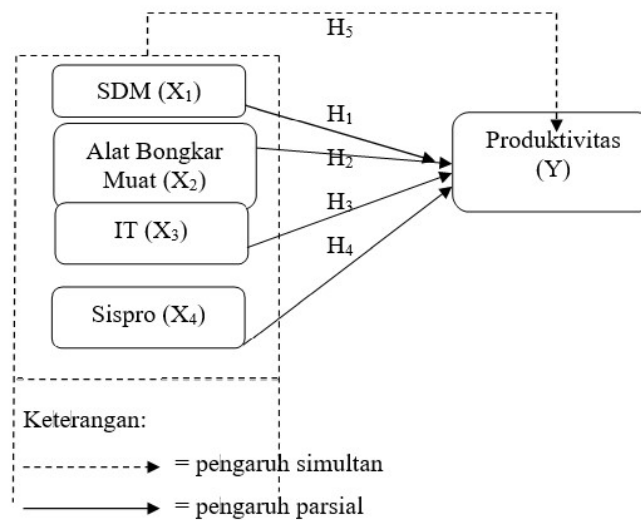 H₅
SDM (X₁)
H₁
Alat Bongkar
Muat (X₂)
H₂
Produktivitas
(Y)
IT (X₃)
H₃
H₄
Sispro (X₄)
Keterangan:
= pengaruh simultan
= pengaruh parsial